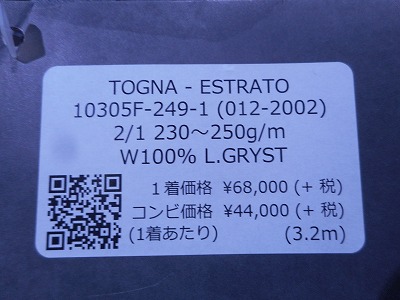 TOGNA - ESTRATO
10305F-249-1 (012-2002)
2/1 230～250g/m
W100% L.GRYST
1着価格 ¥68,000 (+ 税)
コンビ価格 ¥44,000 (+ 税)
(1着あたり) (3.2m)